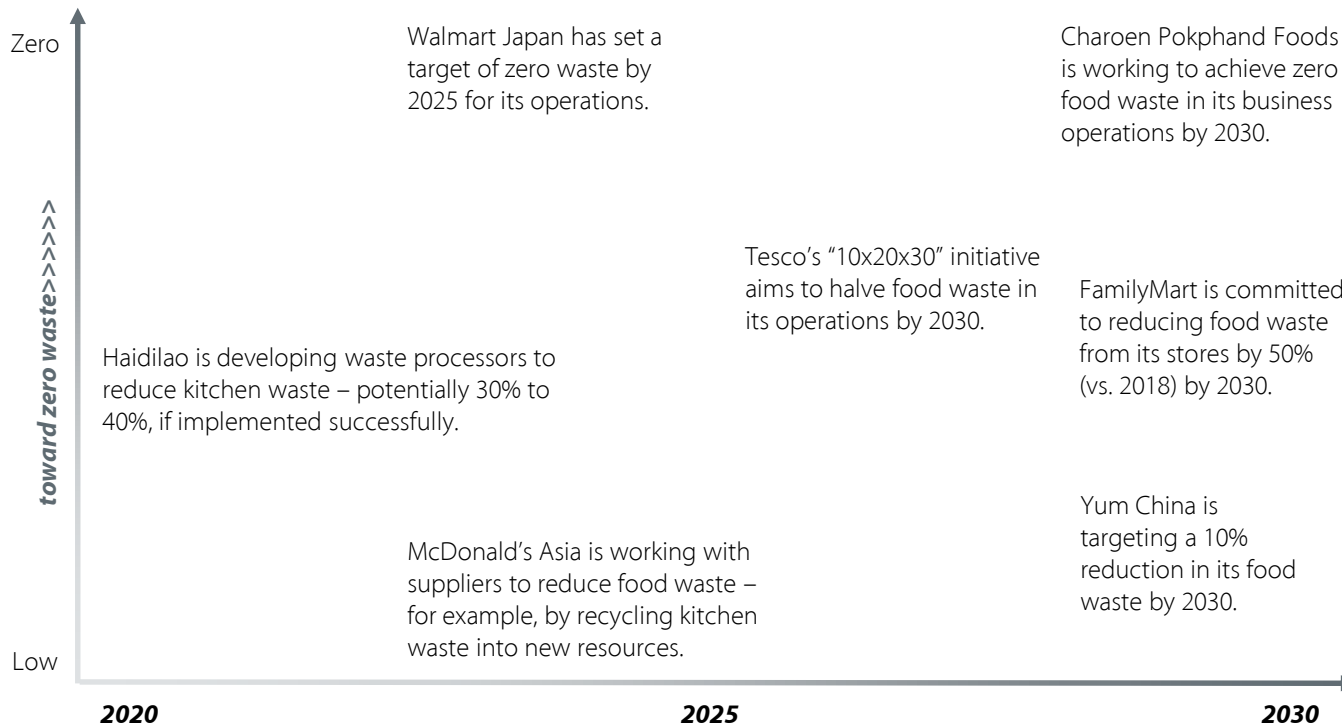 Zero
toward zero waste>>>>>>>>
Low
Walmart Japan has set a
target of zero waste by
2025 for its operations.
Charoen Pokphand Foods
is working to achieve zero
food waste in its business
operations by 2030.
Tesco’s “10x20x30” initiative
aims to halve food waste in
its operations by 2030.
FamilyMart is committed
to reducing food waste
from its stores by 50%
(vs. 2018) by 2030.
Haidilao is developing waste processors to
reduce kitchen waste – potentially 30% to
40%, if implemented successfully.
McDonald’s Asia is working with
suppliers to reduce food waste –
for example, by recycling kitchen
waste into new resources.
Yum China is
targeting a 10%
reduction in its food
waste by 2030.
2020
2025
2030